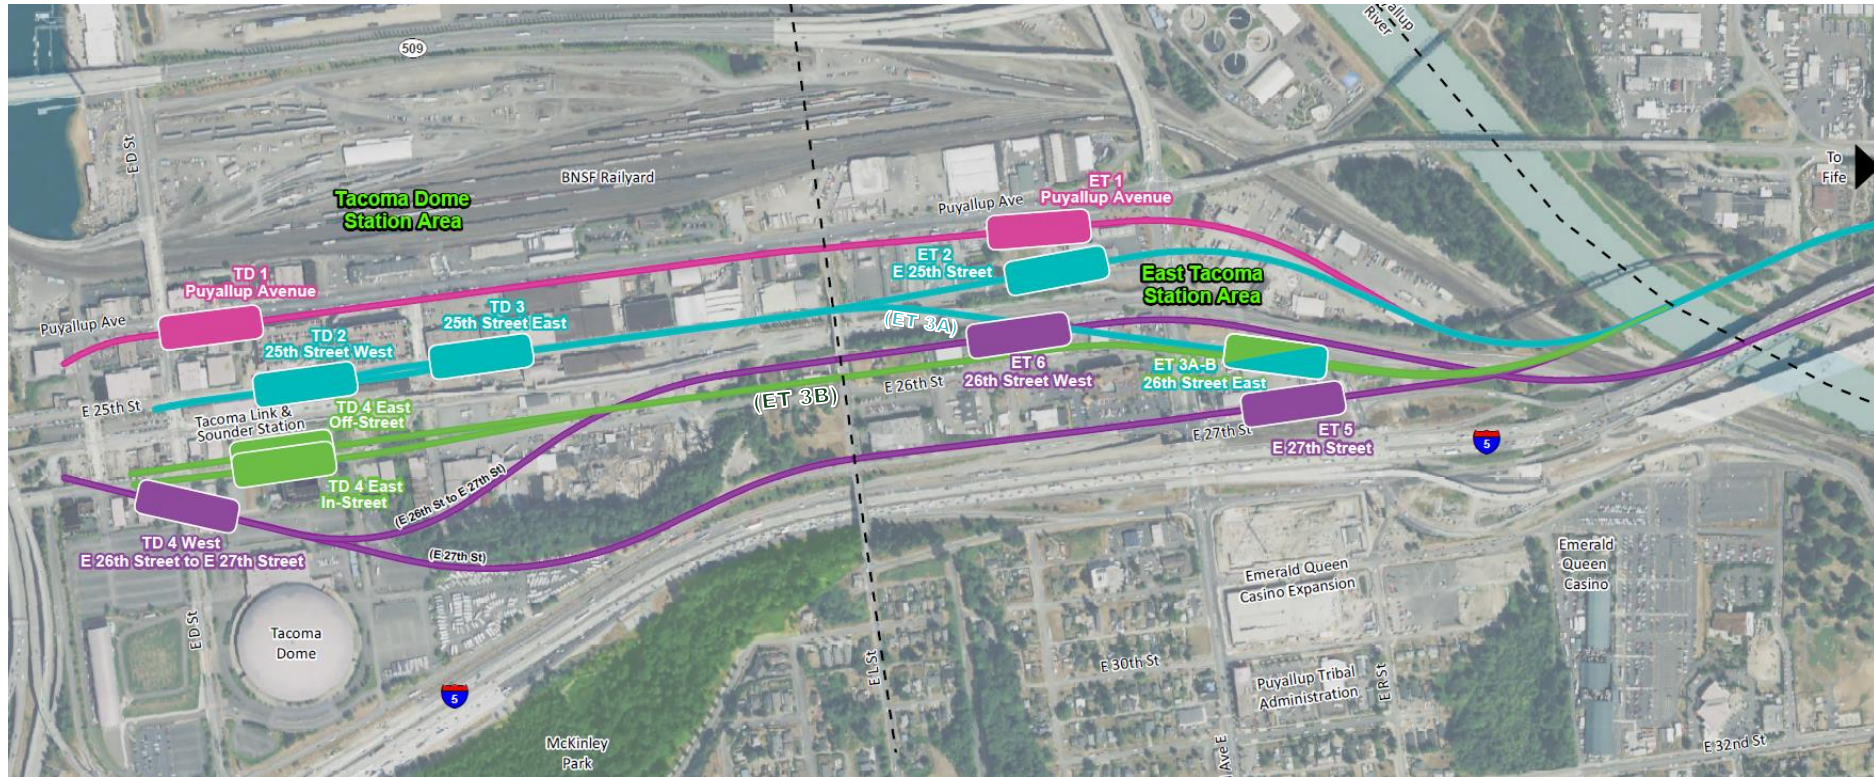 509
Puyallup
River
E D St
BNSF Railyard
To
Fife
Tacoma Dome
Station Area
ET 1
Puyallup Avenue
Puyallup Ave
ET 2
E 25th Street
East Tacoma
Station Area
TD 1
Puyallup Avenue
TD 3
25th Street East
Puyallup Ave
TD 2
25th Street West
(ET 3A)
ET 6
26th Street West
ET 3A-B
26th Street East
E 26th St
(ET 3B)
E 25th St
Tacoma Link &
Sounder Station
TD 4 East
Off-Street
E 27th St
ET 5
E 27th Street
5
TD 4 East
In-Street
(E 26th St to E 27th St)
TD 4 West
E 26th Street to E 27th Street
(E 27th St)
Emerald Queen
Casino Expansion
Emerald
Queen
Casino
E D St
Tacoma
Dome
E L St
E 30th St
Puyallup Tribal
Administration
E R St
5
McKinley
Park
Ave E
E 32nd St